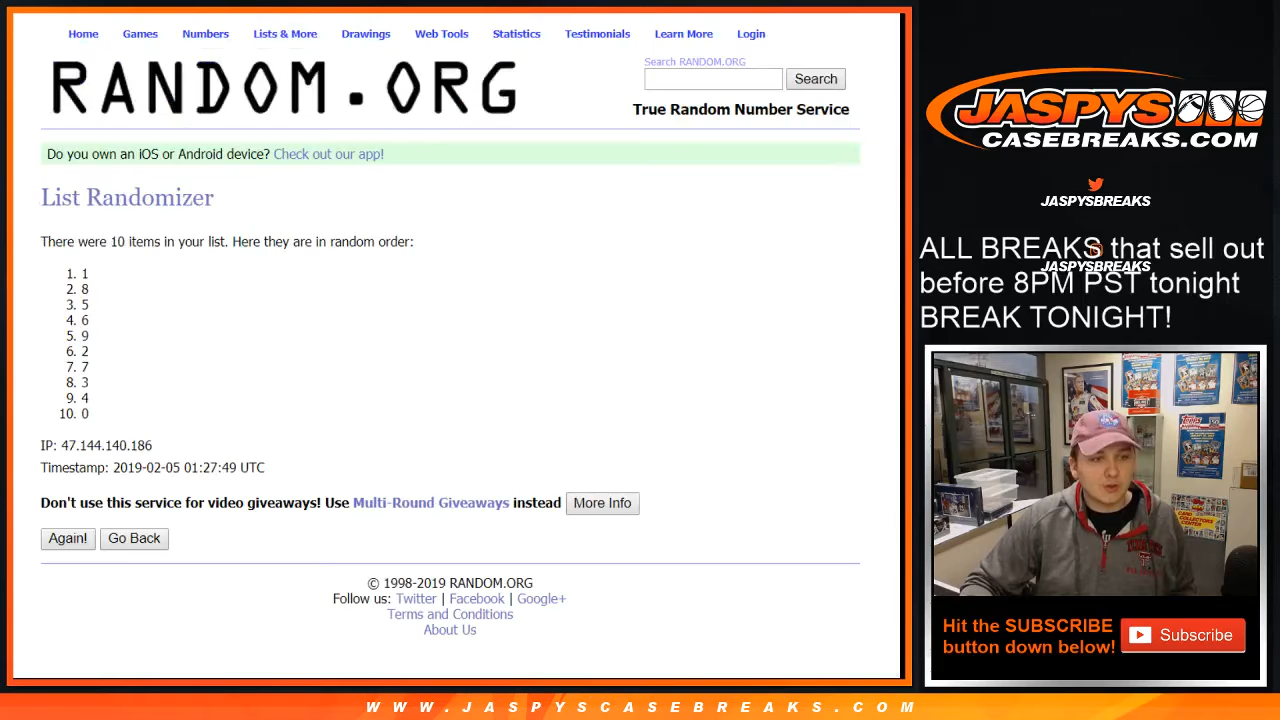 Home Games Numbers Lists & More Drawings Web Tools Statistics Testimonials Learn More Login
RANDOM.ORG
Search RANDOM.ORG
Search
True Random Number Service
Do you own an iOS or Android device? Check out our app!
List Randomizer
There were 10 items in your list. Here they are in random order:
1. 1
2. 8
3. 5
4. 6
5. 9
6. 2
7. 7
8. 3
9. 4
10. 0
IP: 47.144.140.186
Timestamp: 2019-02-05 01:27:49 UTC
Don't use this service for video giveaways! Use Multi-Round Giveaways instead More Info
Again! Go Back
© 1998-2019 RANDOM.ORG
Follow us: Twitter | Facebook | Google+
Terms and Conditions
About Us
JASPYS
CASEBREAKS.COM
JASPYSBREAKS
ALL BREAKS that sell out
JASPYSBREAKS
before 8PM PST tonight
BREAK TONIGHT!
Topps
CARD
COLLECTORS
CENTER
Hit the SUBSCRIBE
button down below!
Subscribe
WWW.JASPYSCASEBREAKS.COM